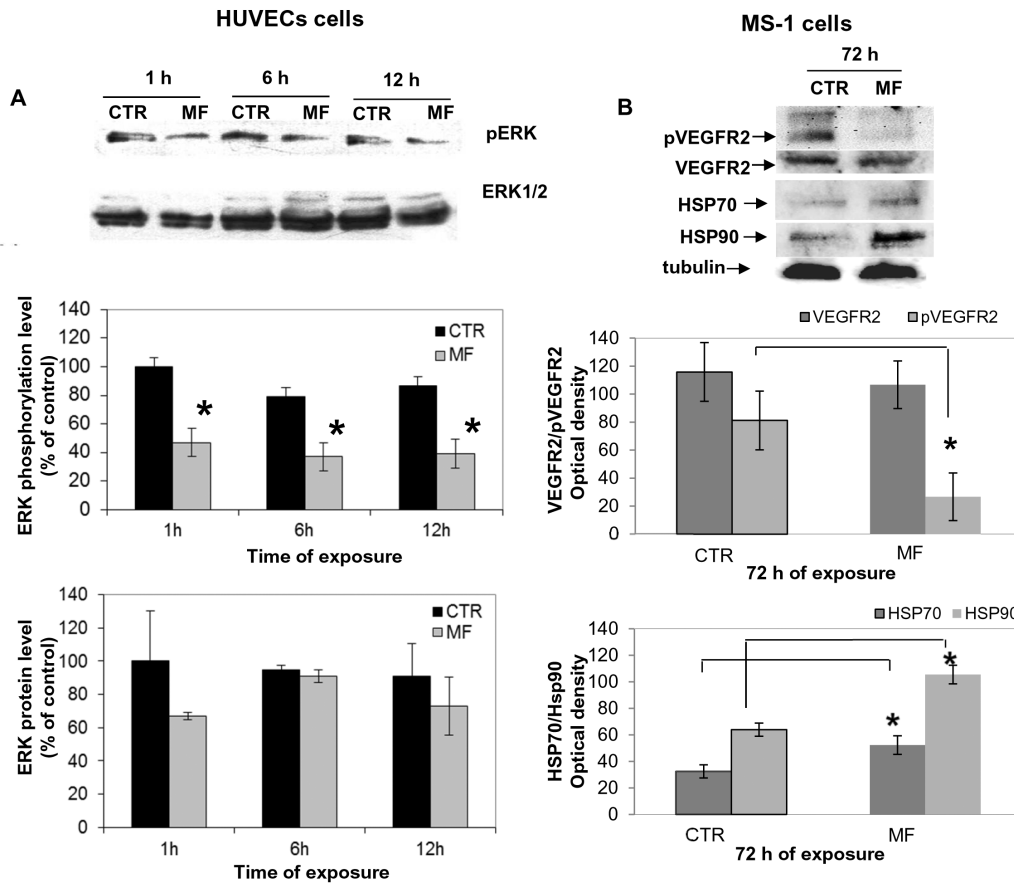 HUVECs cells
A
1 h 6 h 12 h
CTR MF CTR MF CTR MF
pERK
ERK1/2
ERK phosphorylation level
(% of control)
140
120
100
80
60
40
20
0
CTR
MF
* * *
1h 6h 12h
Time of exposure
ERK protein level
(% of control)
140
120
100
80
60
40
20
0
CTR
MF
1h 6h 12h
Time of exposure
MS-1 cells
72 h
CTR MF
B
pVEGFR2
VEGFR2
HSP70
HSP90
tubulin
VEGFR2 pVEGFR2
VEGFR2/pVEGFR2
Optical density
140
120
100
80
60
40
20
0
*
CTR MF
72 h of exposure
HSP70 HSP90
HSP70/Hsp90
Optical density
140
120
100
80
60
40
20
0
*
*
CTR MF
72 h of exposure